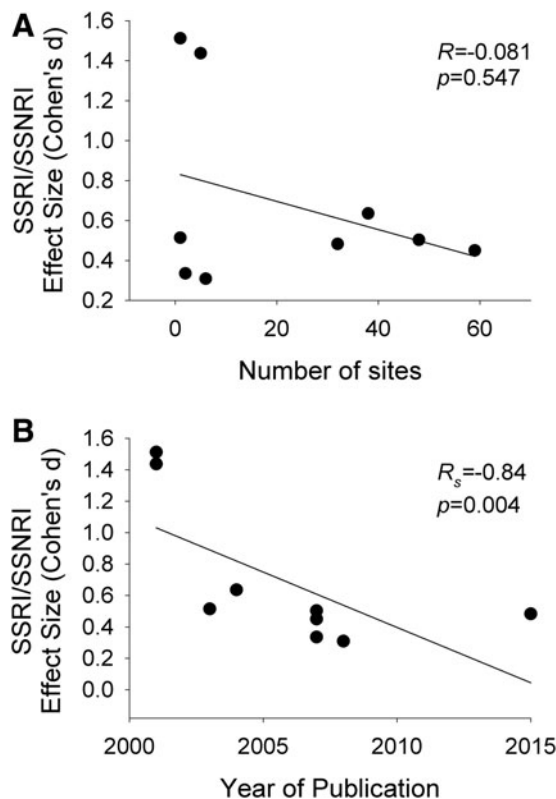 A
SSRI/SSNRI
Effect Size (Cohen's d)
1.6
1.4
1.2
1.0
0.8
0.6
0.4
0.2
R=-0.081
p=0.547
0 20 40 60
Number of sites
B
SSRI/SSNRI
Effect Size (Cohen's d)
1.6
1.4
1.2
1.0
0.8
0.6
0.4
0.2
0.0
Rs=-0.84
p=0.004
2000 2005 2010 2015
Year of Publication